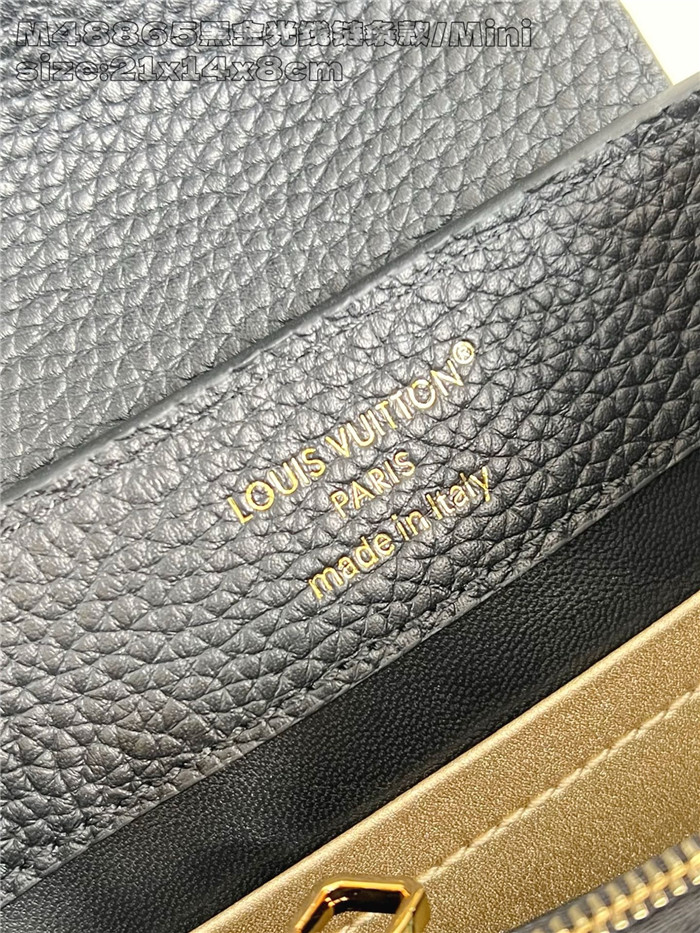 M48865黑金光珠链条款/Mini
size:21x14x8cm
LOUIS VUITTON®
PARIS
made in Italy